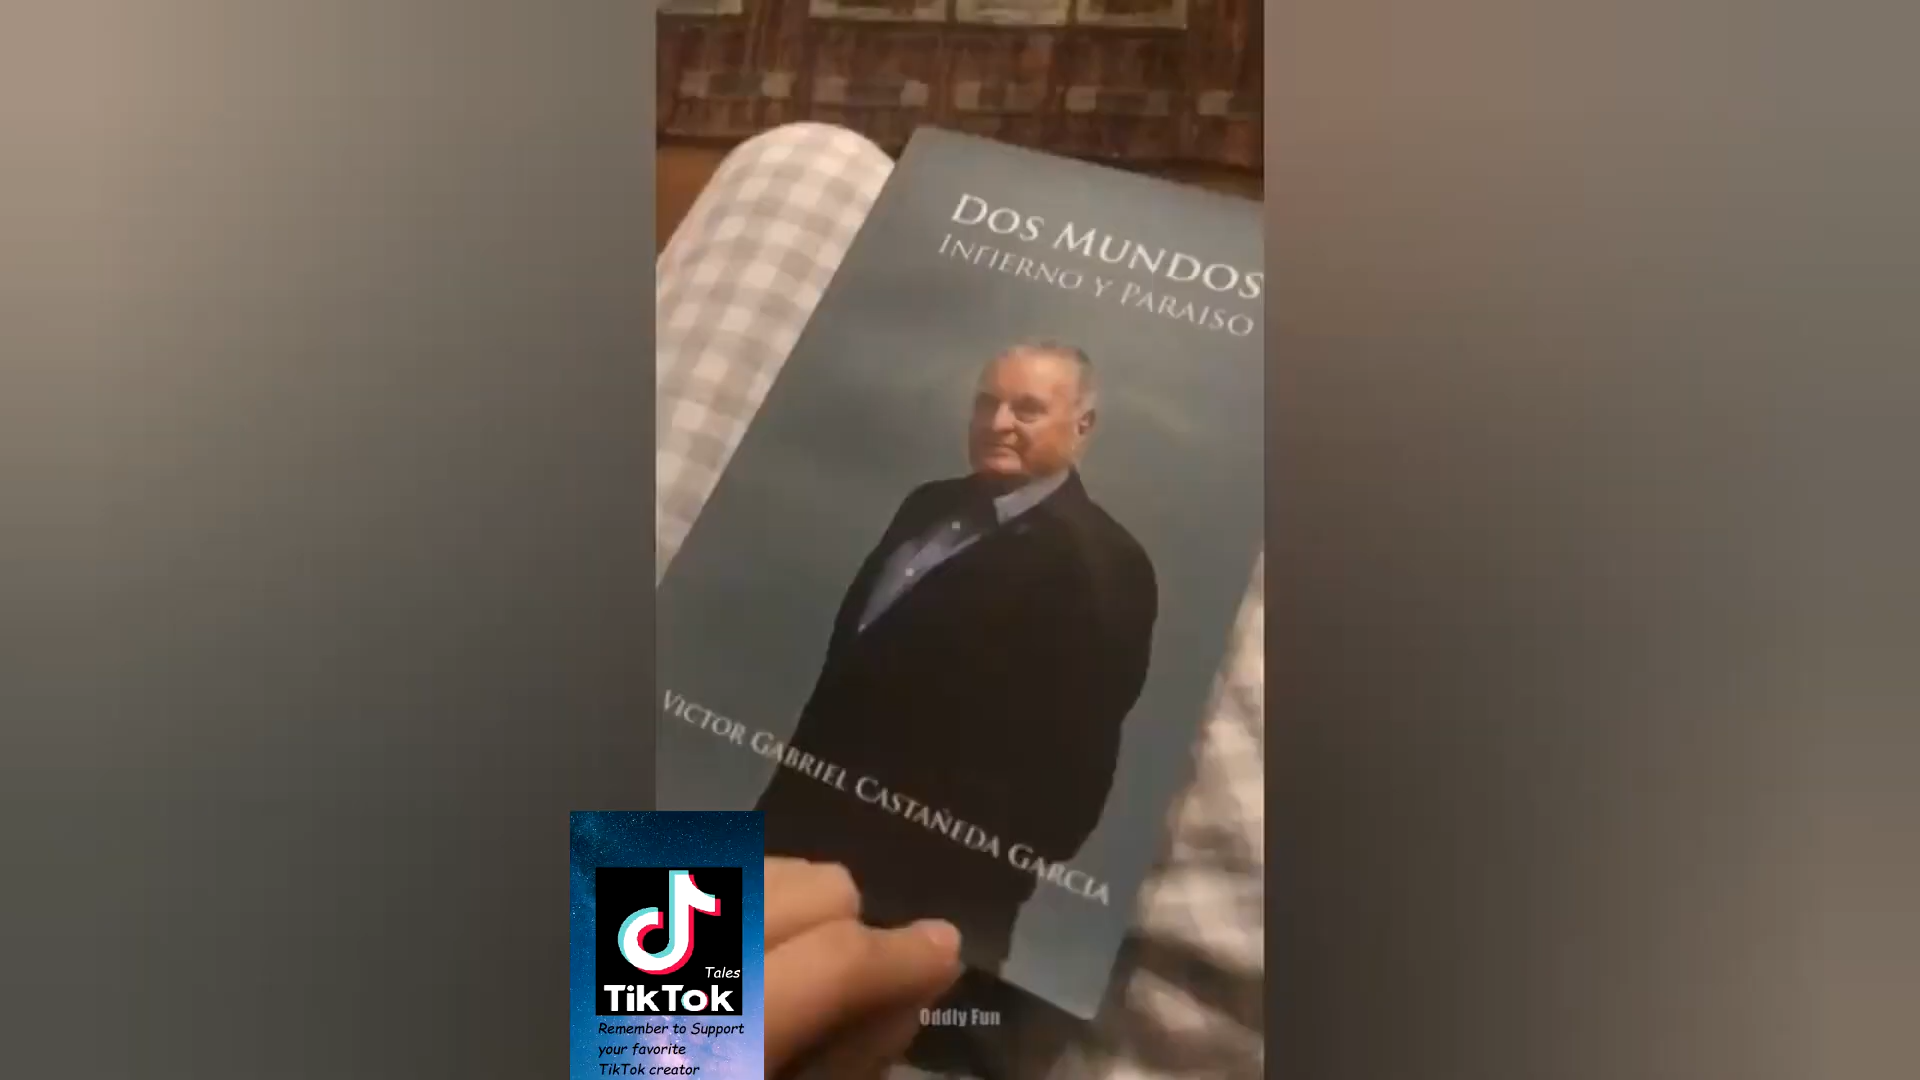 DOS MUNDOS
INFIERNO Y PARAISO
VICTOR GABRIEL CASTAÑEDA GARCIA
Tales
TikTok
Remember to Support
your favorite
TikTok creator
Oddly Fun